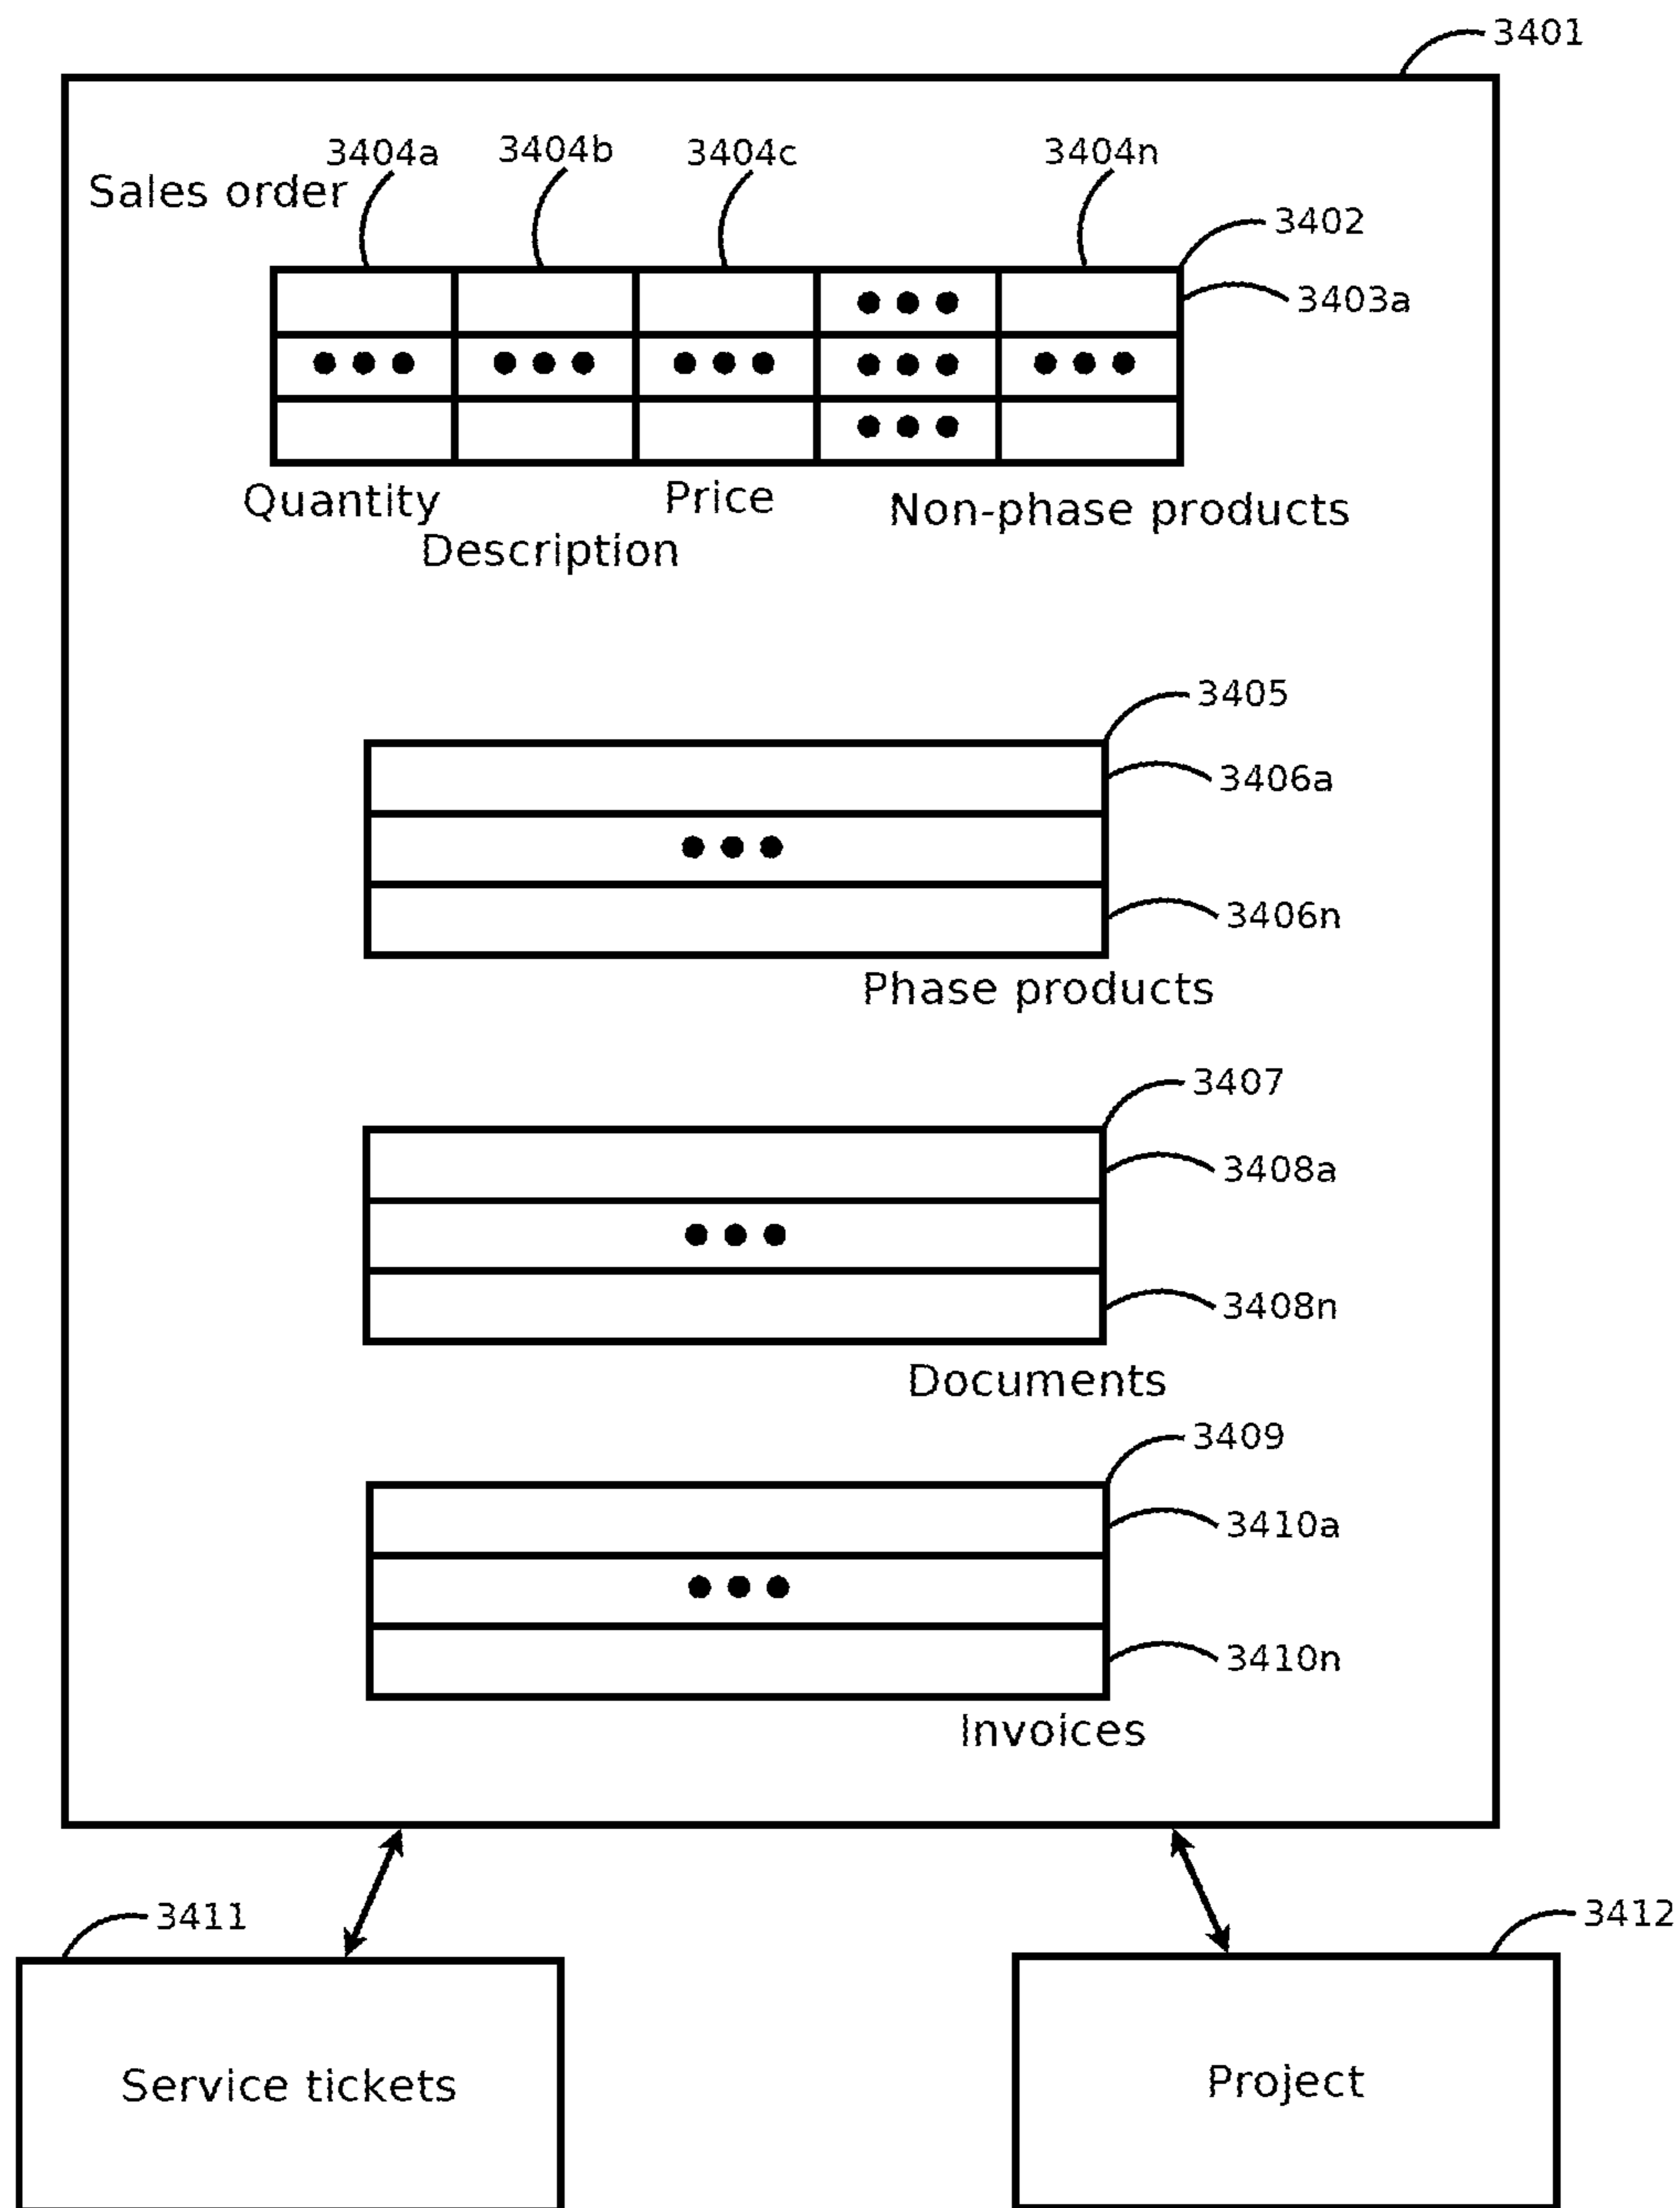 3401
3404a 3404b 3404c 3404n
Sales order
3402
3403a
Quantity Price Non-phase products
Description
3405
3406a
3406n
Phase products
3407
3408a
3408n
Documents
3409
3410a
3410n
Invoices
3411 3412
Service tickets Project